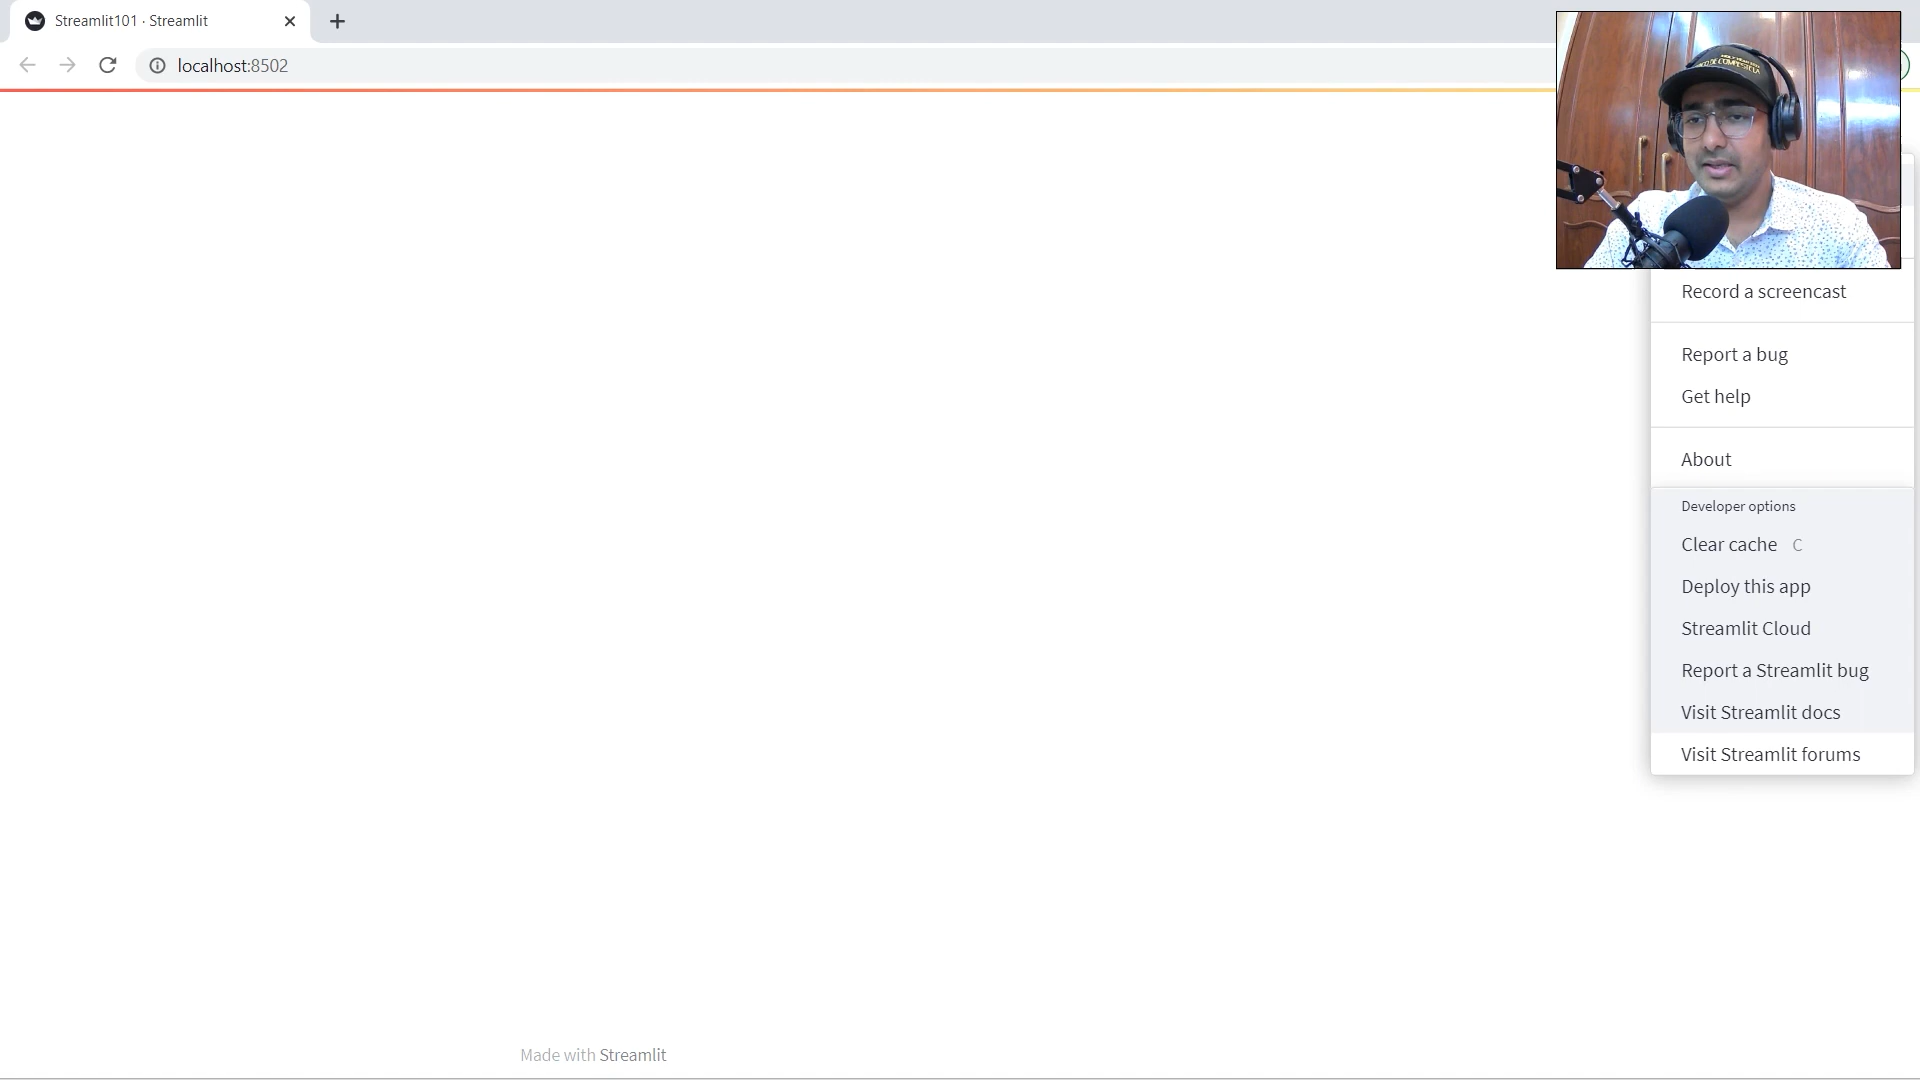 Streamlit101 · Streamlit
localhost:8502
Record a screencast
Report a bug
Get help
About
Developer options
Clear cache C
Deploy this app
Streamlit Cloud
Report a Streamlit bug
Visit Streamlit docs
Visit Streamlit forums
Made with Streamlit